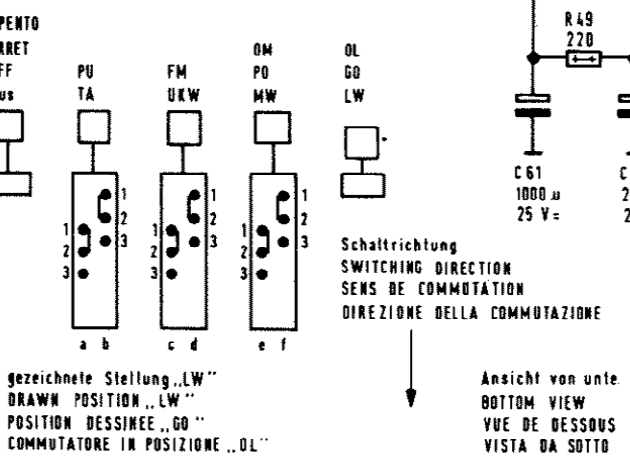 PENTO
RRET
FF
us
PU
TA
FM
UKW
OM
PO
MW
OL
GO
LW
R49
220
C61
1000 µ
25 V=
C
2
2
1
2
3
1
2
3
1
2
3
1
2
3
1
2
3
1
2
3
a b
c d
e f
Schaltrichtung
SWITCHING DIRECTION
SENS DE COMMUTATION
DIREZIONE DELLA COMMUTAZIONE
gezeichnete Stellung „LW"
DRAWN POSITION „LW"
POSITION DESSINEE „GO"
COMMUTATORE IN POSIZIONE „OL"
Ansicht von unte
BOTTOM VIEW
VUE DE DESSOUS
VISTA DA SOTTO